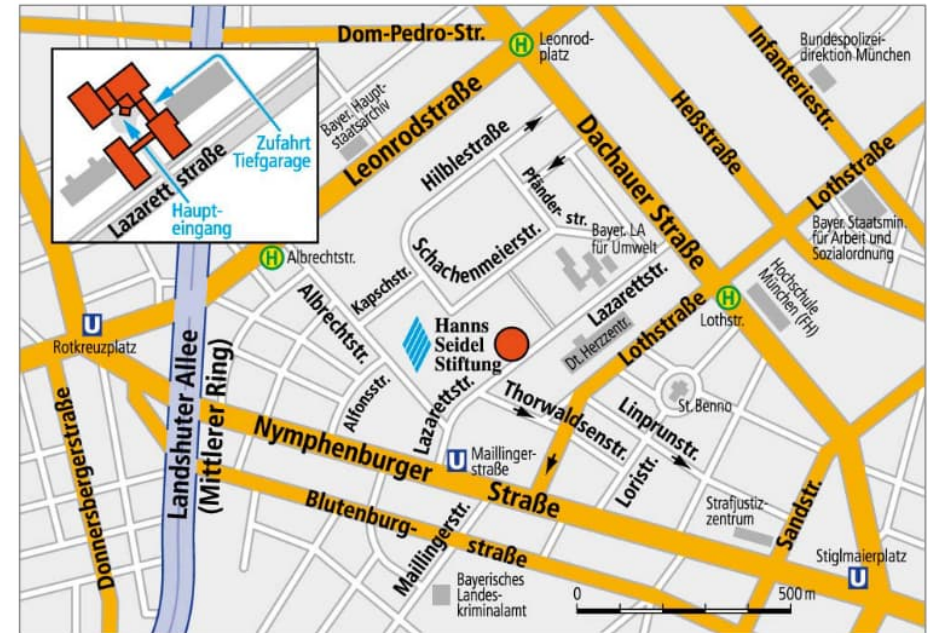 Dom-Pedro-Str.
H
Leonrod-
platz
Infanteriestr.
Bundespolizei-
direktion München
Zufahrt
Tiefgarage
Lazarettstraße
Haupt-
eingang
Bayer. Haupt-
staatsarchiv
Leonrodstraße
Hilblestraße
Pfänder-
str.
Dachauer Straße
Heßstraße
Lothstraße
Bayer. Staatsmin.
für Arbeit und
Sozialordnung
H
Albrechtstr.
Schachenmeierstr.
Bayer. LA
für Umwelt
Kapschstr.
Albrechtstr.
Lazarettstr.
Hochschule
München (FH)
H
Lothstr.
U
Rotkreuzplatz
Hanns
Seidel
Stiftung
Dt. Herzzentr.
Lothstraße
Landshuter Allee
(Mittlerer Ring)
Alfonsstr.
Lazarettstr.
Thorwaldsenstr.
Linprunstr.
St. Benno
Donnersbergerstraße
Nymphenburger
Straße
U
Maillinger-
straße
Loristr.
Blutenburg-
straße
Maillingerstr.
Strafjustiz-
zentrum
Sandstr.
Stiglmaierplatz
U
Bayerisches
Landes-
kriminalamt
0
500 m